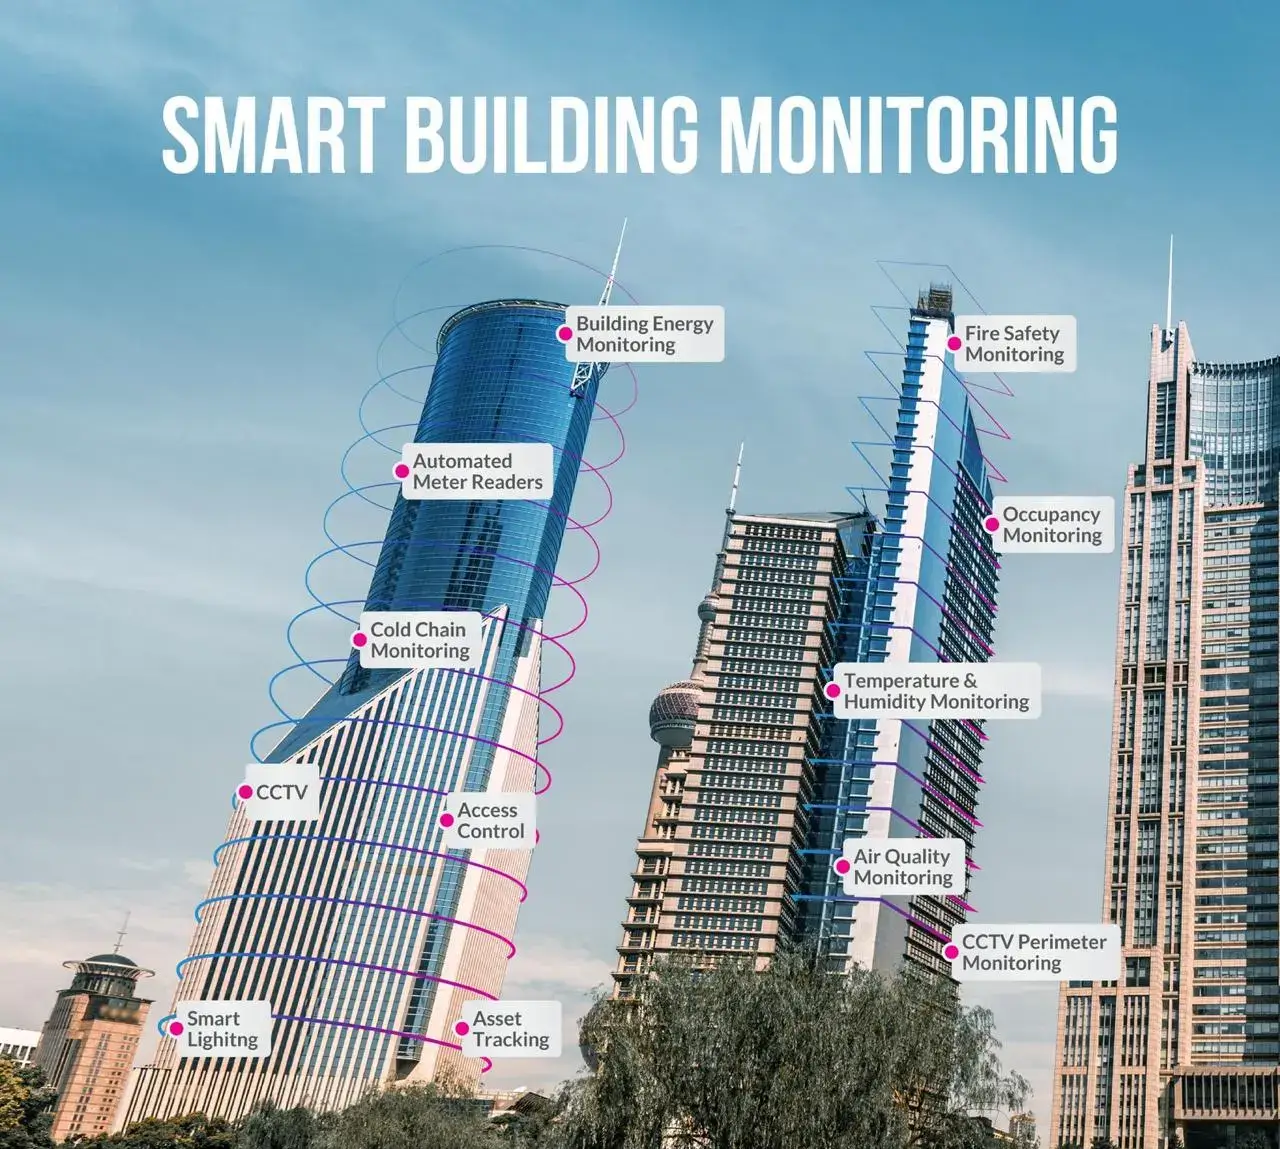 SMART BUILDING MONITORING
Building Energy
Monitoring
Fire Safety
Monitoring
Automated
Meter Readers
Occupancy
Monitoring
Cold Chain
Monitoring
Temperature &
Humidity Monitoring
CCTV
Access
Control
Air Quality
Monitoring
CCTV Perimeter
Monitoring
Smart
Lighitng
Asset
Tracking